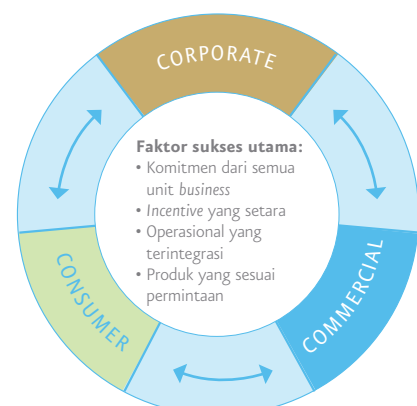 CORPORATE
Faktor sukses utama:
• Komitmen dari semua
unit business
• Incentive yang setara
• Operasional yang
terintegrasi
• Produk yang sesuai
permintaan
CONSUMER
COMMERCIAL